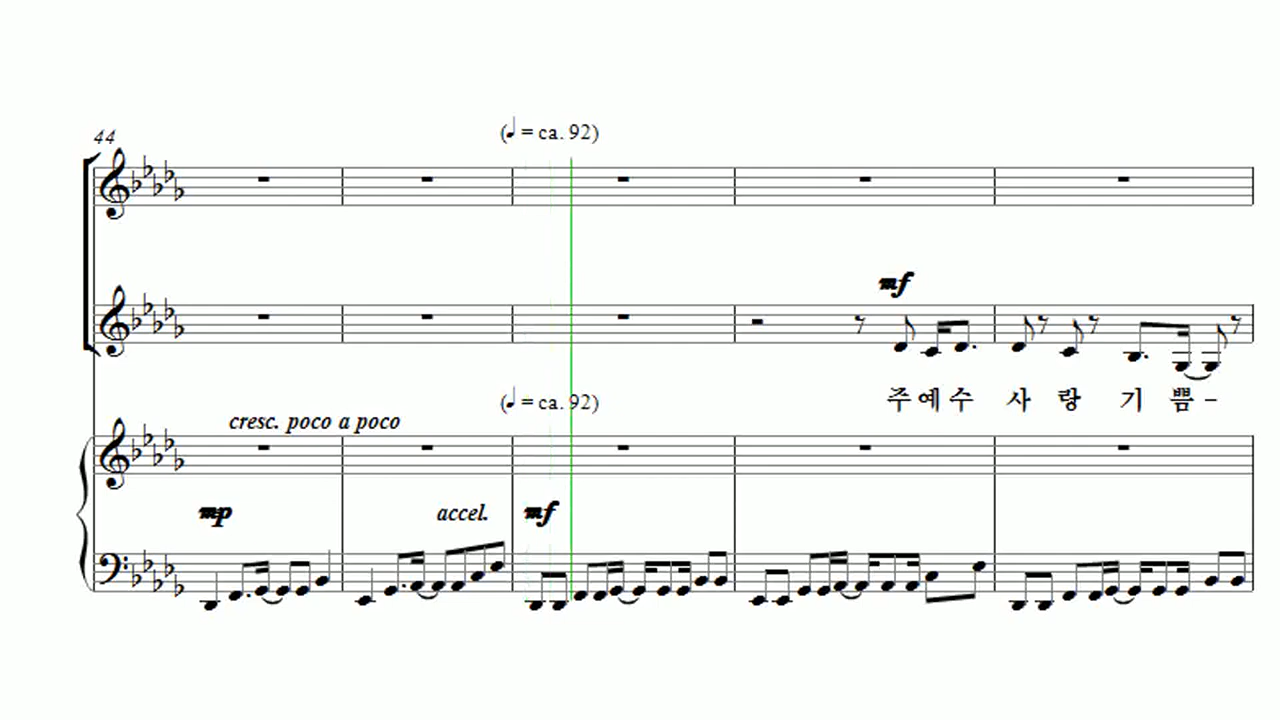 44
(♩ = ca. 92)
mf
주 예 수 사 랑 기 쁨 -
(♩ = ca. 92)
cresc. poco a poco
mp accel. mf